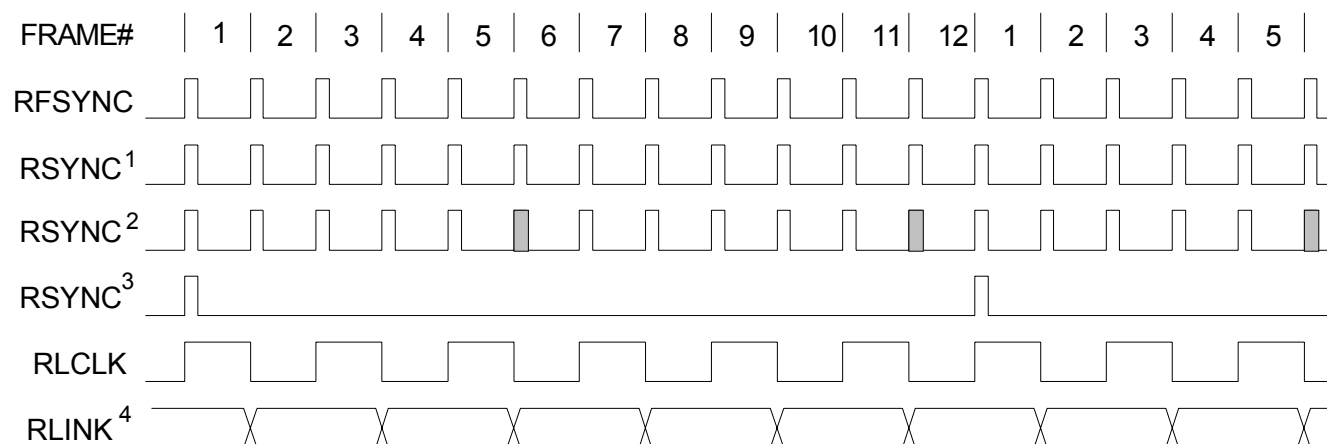 FRAME# 1 2 3 4 5 6 7 8 9 10 11 12 1 2 3 4 5
RFSYNC
RSYNC¹
RSYNC²
RSYNC³
RLCLK
RLINK⁴